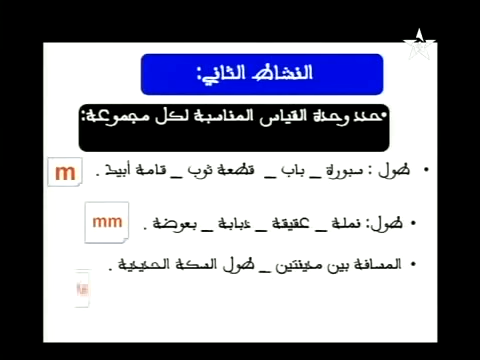 النشاط الثاني:
•حدد وحدة القياس المناسبة لكل مجموعة:
• طول : سبورة _ باب _ قطعة ثوب _ قامة أبيك .
m
• طول: نملة _ عقيقة _ ذبابة _ بعوضة .
mm
• المسافة بين مدينتين _ طول السكة الحديدية .